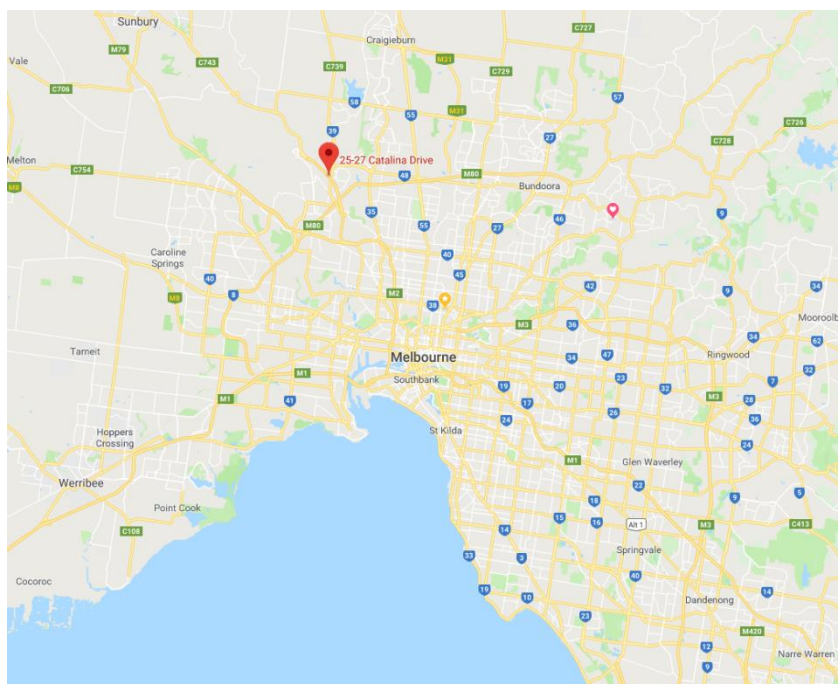 Sunbury
Craigieburn
C727
M79
C743
C739
M31
C729
Vale
C706
58
55
M31
57
39
27
C726
C728
Melton
C754
25-27 Catalina Drive
48
M80
Bundoora
M8
35
55
46
9
M80
27
Caroline
Springs
40
45
40
8
42
34
9
M8
M2
38
M3
36
Mooroolb
34
62
Tarneit
Melbourne
34
47
Ringwood
M1
Southbank
23
32
7
19
20
32
M3
M1
41
17
28
26
36
Hoppers
Crossing
St Kilda
24
24
M1
Glen Waverley
Werribee
22
9
5
Point Cook
18
15
16
Alt 1
M3
C413
C108
14
33
3
Springvale
Cocoroc
40
19
10
14
Dandenong
23
M420
12
Narre Warren
9